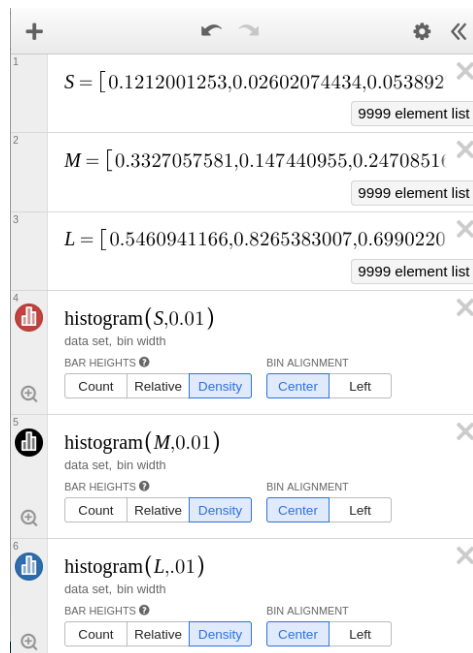 1
S = [0.1212001253,0.02602074434,0.053892
9999 element list
2
M = [0.3327057581,0.147440955,0.2470851
9999 element list
3
L = [0.5460941166,0.8265383007,0.6990220
9999 element list
4
histogram(S,0.01)
data set, bin width
BAR HEIGHTS ? BIN ALIGNMENT
Count Relative Density Center Left
5
histogram(M,0.01)
data set, bin width
BAR HEIGHTS ? BIN ALIGNMENT
Count Relative Density Center Left
6
histogram(L,.01)
data set, bin width
BAR HEIGHTS ? BIN ALIGNMENT
Count Relative Density Center Left